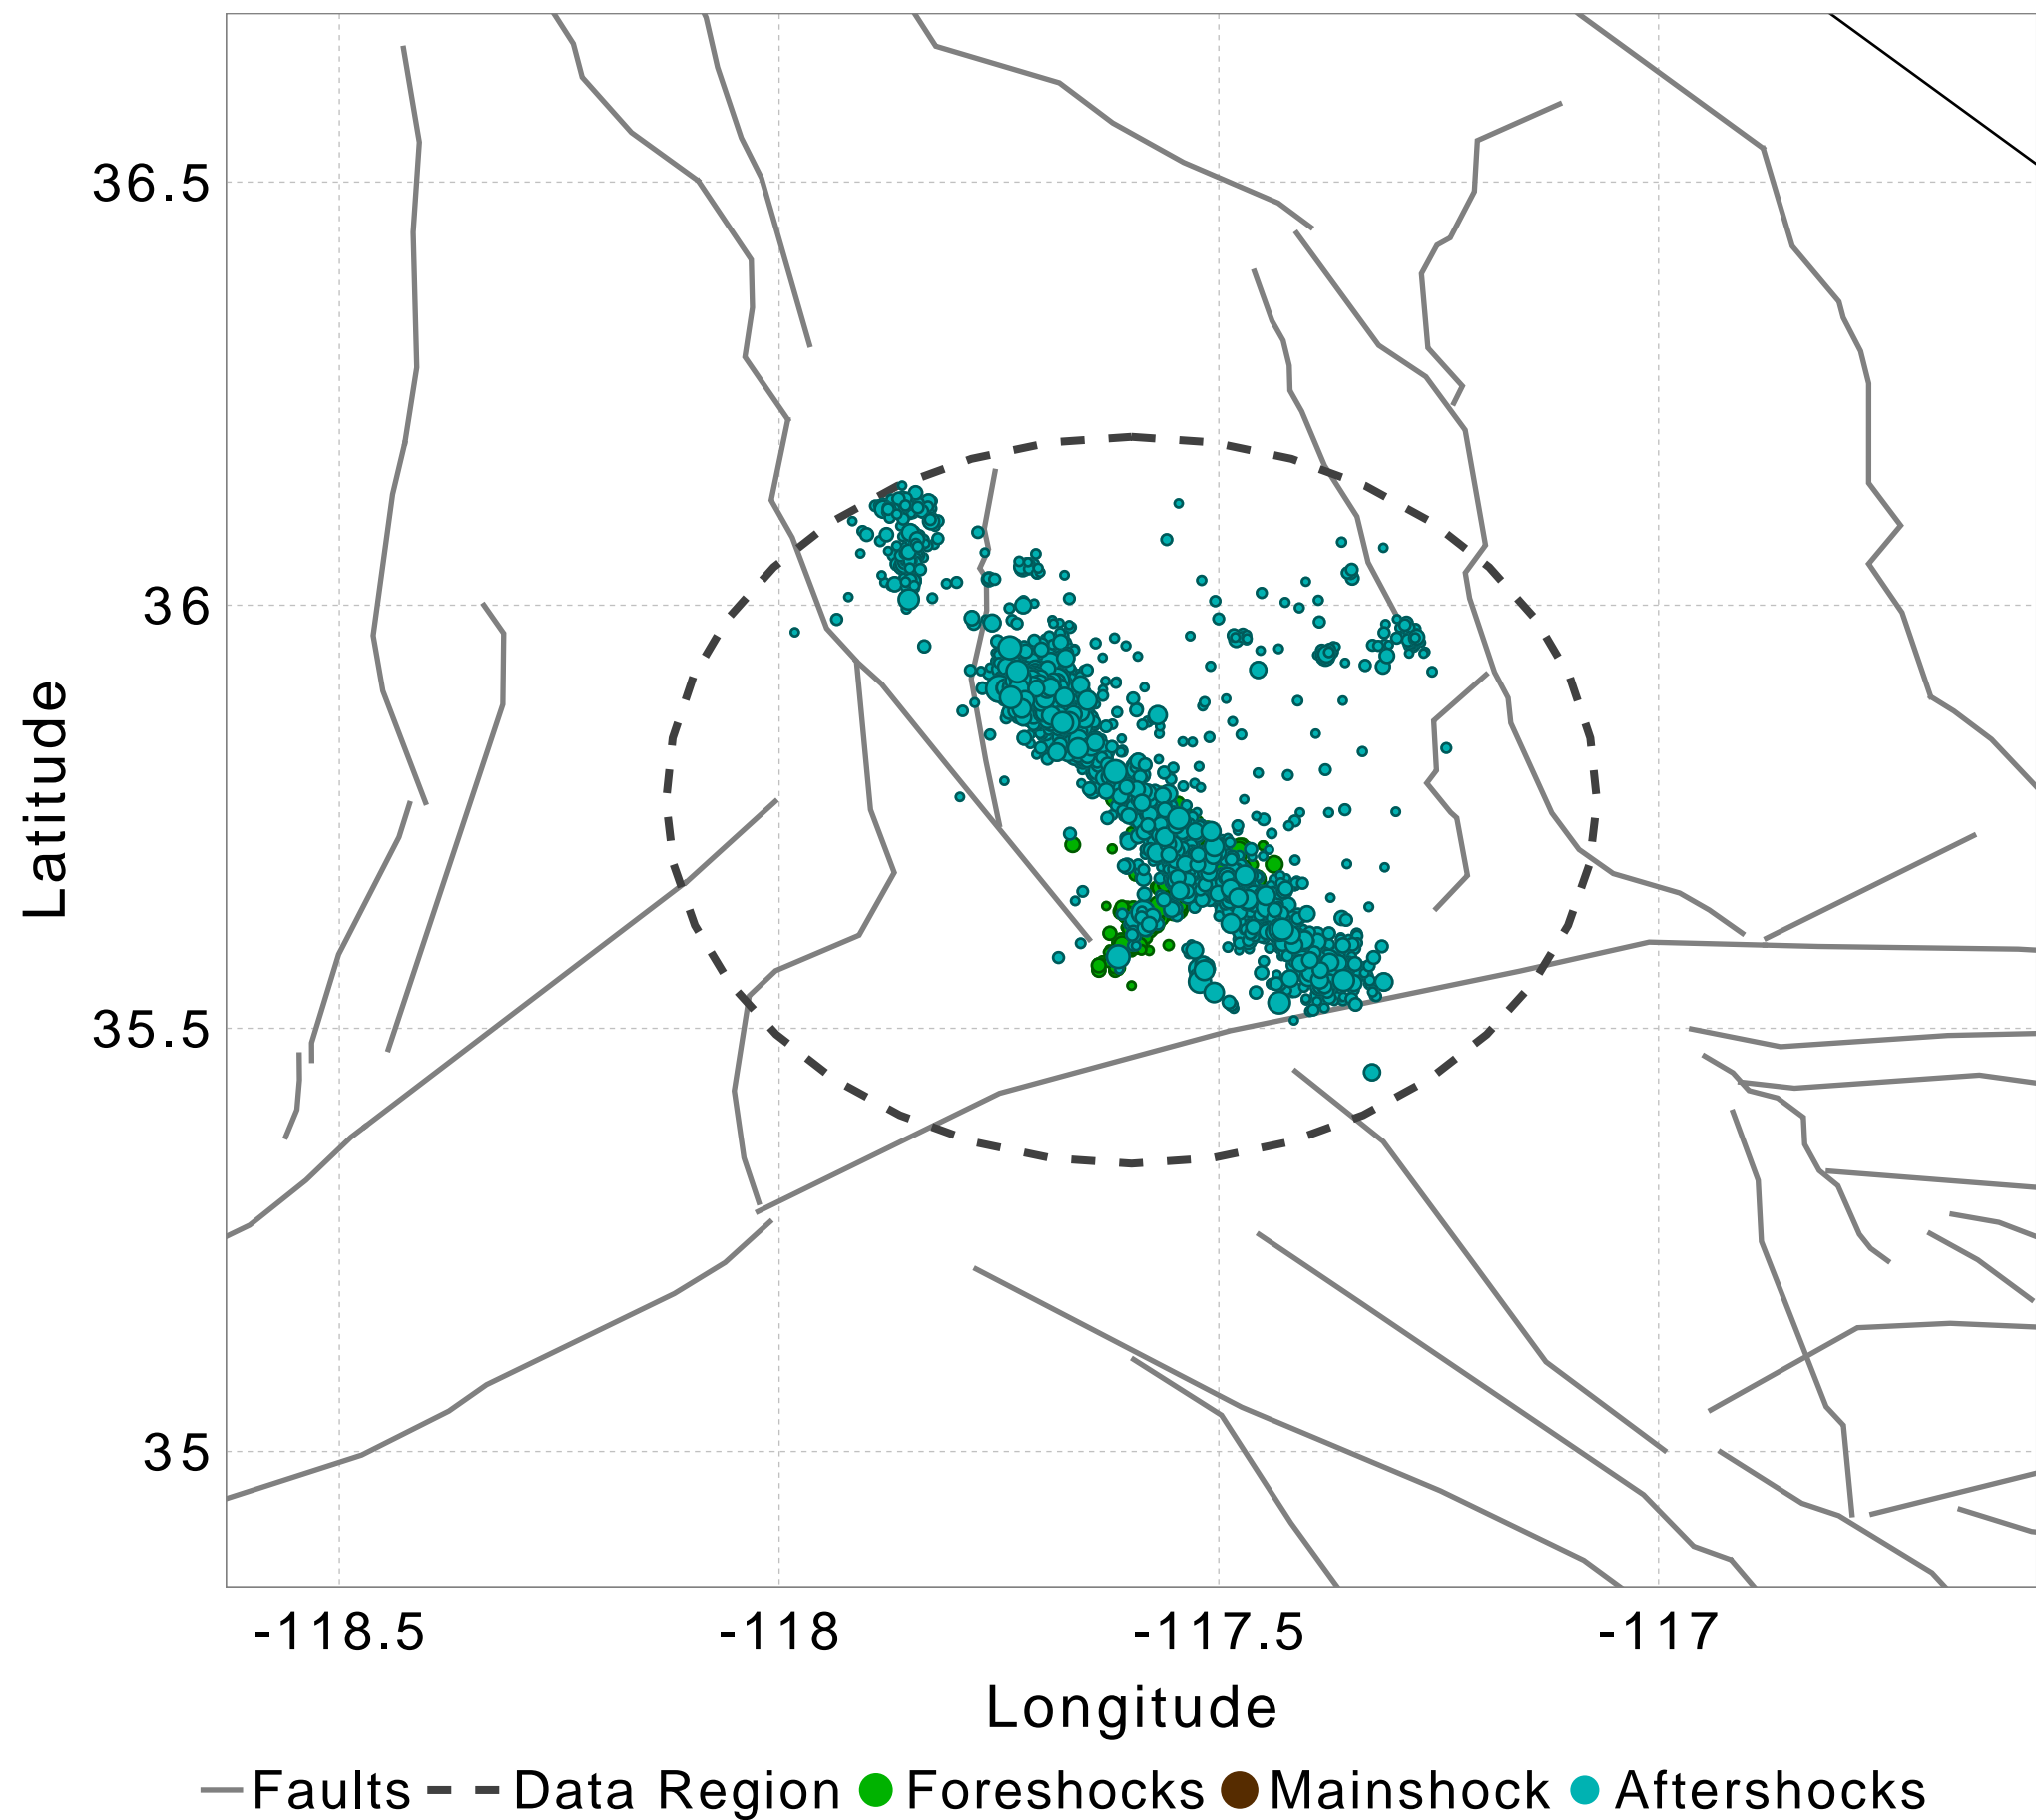 36.5
36
35.5
35
Latitude
-118.5 -118 -117.5 -117
Longitude
Faults Data Region Foreshocks Mainshock Aftershocks